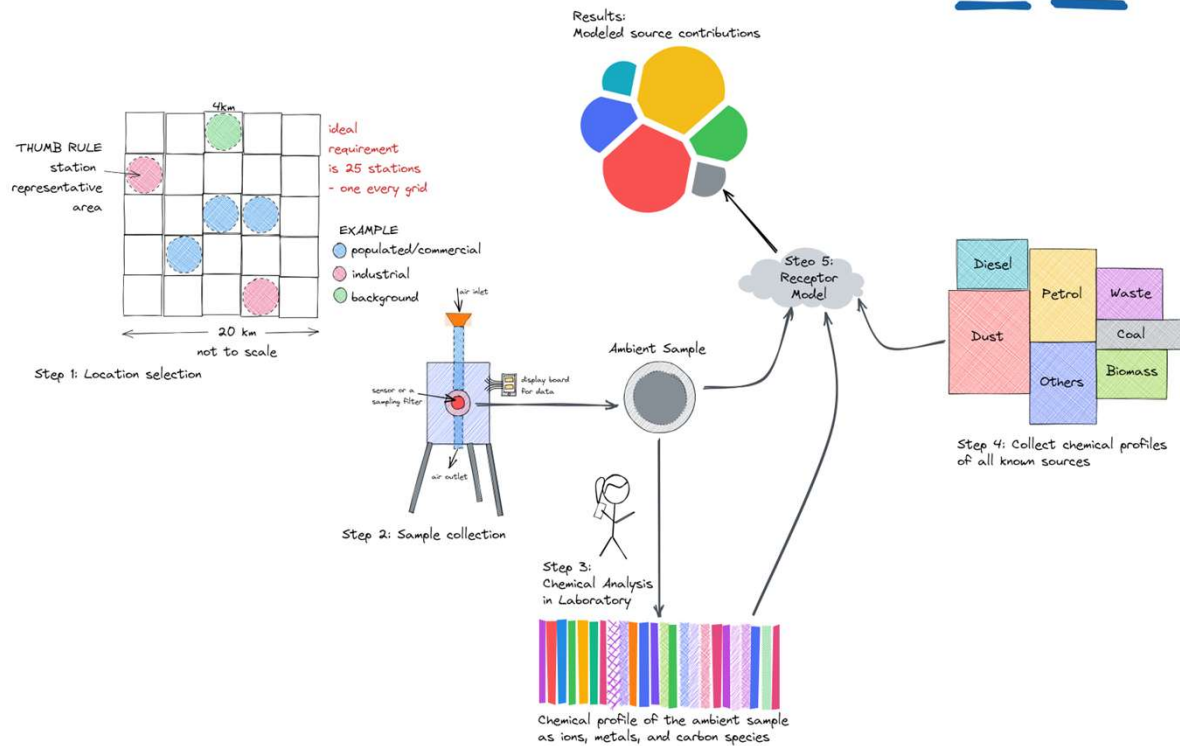 Results:
Modeled source contributions
4km
THUMB RULE
station
representative
area
ideal
requirement
is 25 stations
- one every grid
EXAMPLE
populated/commercial
industrial
background
20 km
not to scale
Step 1: Location selection
air inlet
sensor or a
sampling filter
display board
for data
air outlet
Step 2: Sample collection
Ambient Sample
Step 3:
Chemical Analysis
in Laboratory
Chemical profile of the ambient sample
as ions, metals, and carbon species
Steo 5:
Receptor
Model
Diesel
Petrol
Waste
Dust
Coal
Others
Biomass
Step 4: Collect chemical profiles
of all known sources